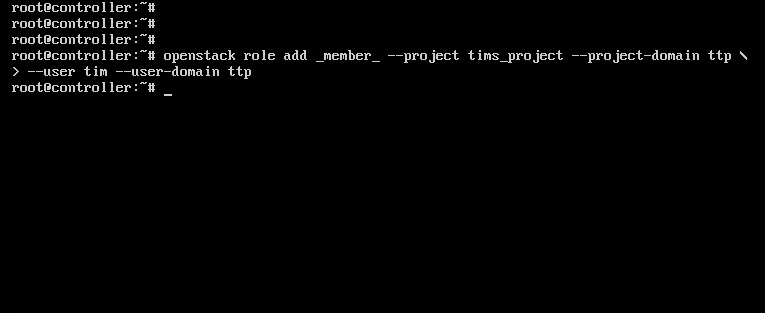 root@controller:~#
root@controller:~#
root@controller:~#
root@controller:~# openstack role add _member_ --project tims_project --project-domain ttp \
> --user tim --user-domain ttp
root@controller:~# _